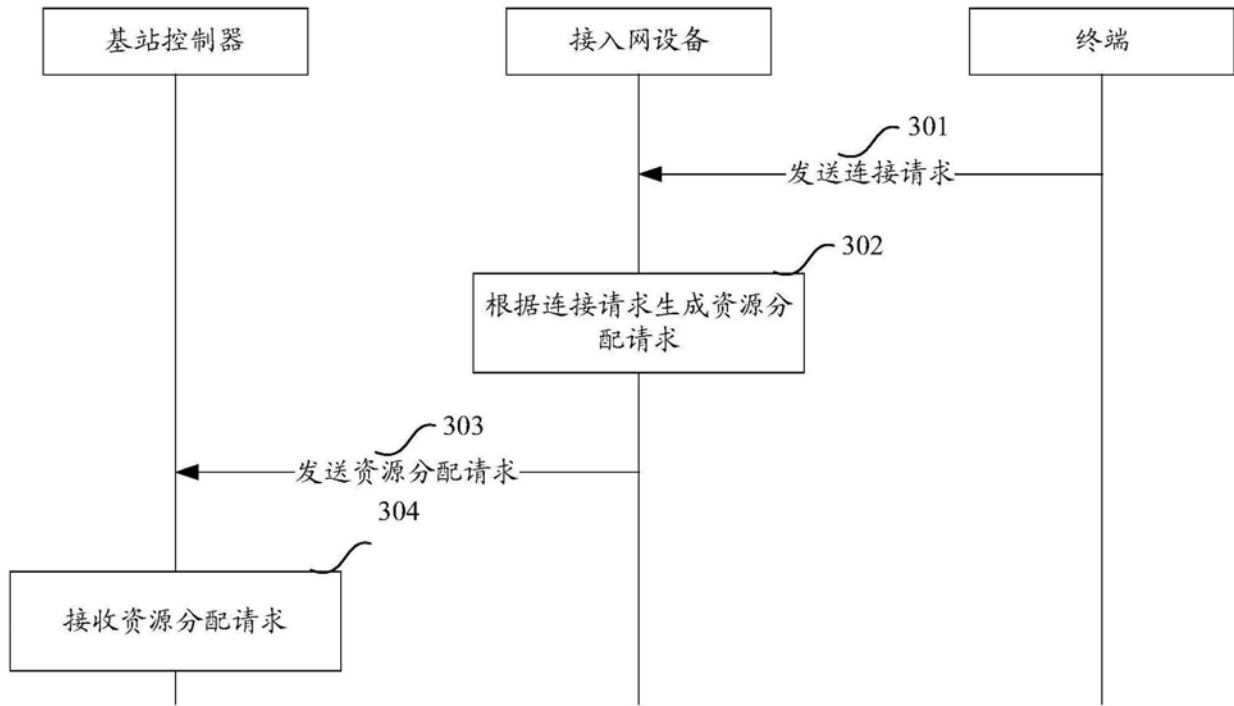 基站控制器
接入网设备
终端
301
发送连接请求
302
根据连接请求生成资源分
配请求
303
发送资源分配请求
304
接收资源分配请求